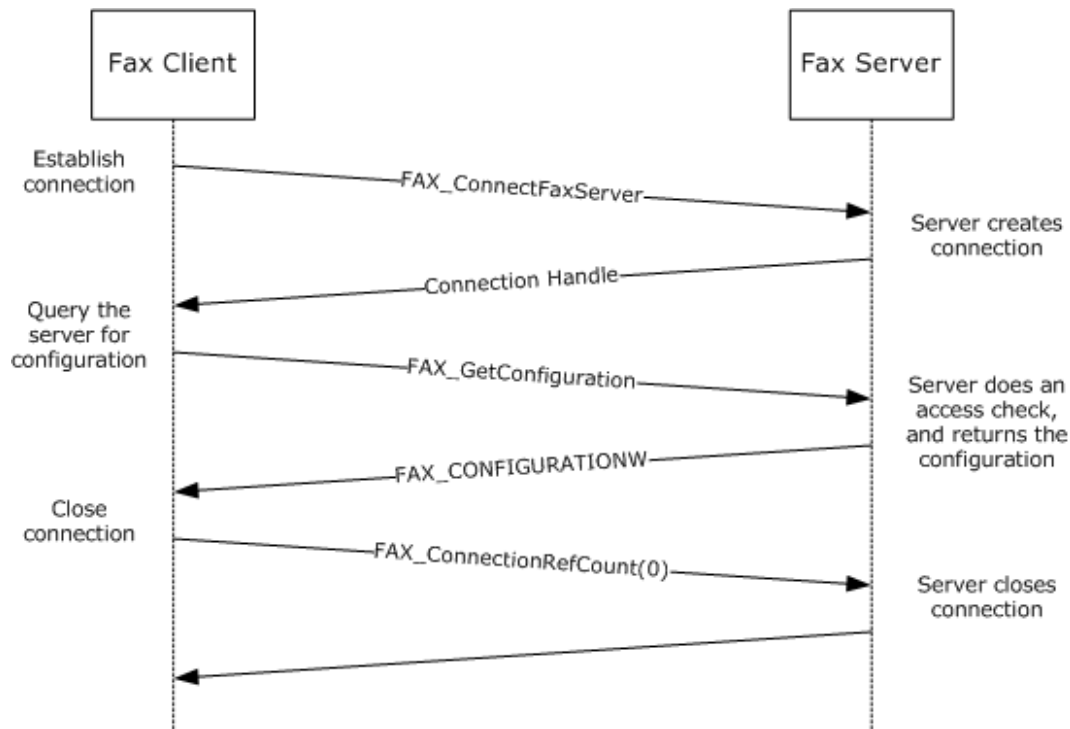 Fax Client
Fax Server
Establish
connection
FAX_ConnectFaxServer
Server creates
connection
Connection Handle
Query the
server for
configuration
FAX_GetConfiguration
Server does an
access check,
and returns the
configuration
FAX_CONFIGURATIONW
Close
connection
FAX_ConnectionRefCount(0)
Server closes
connection